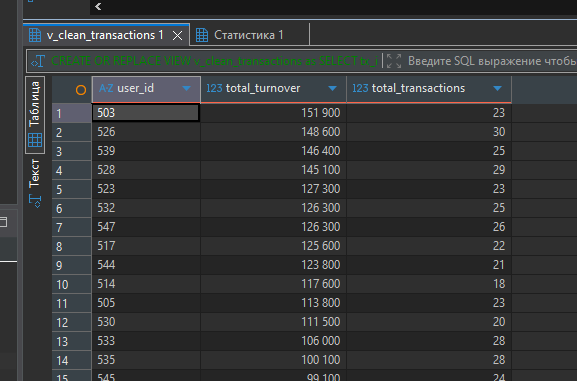 v_clean_transactions 1
Статистика 1
CREATE OR REPLACE VIEW v_clean_transactions as SELECT
Введите SQL выражение чтобы
Таблица
Текст
A-Z user_id 123 total_turnover 123 total_transactions
1 503 151 900 23
2 526 148 600 30
3 539 146 400 25
4 528 145 100 29
5 523 127 300 23
6 532 126 300 25
7 547 126 300 26
8 517 125 600 22
9 544 123 800 21
10 514 117 600 18
11 505 113 800 23
12 530 111 500 20
13 533 106 000 28
14 535 100 100 28
15 545 99 100 24